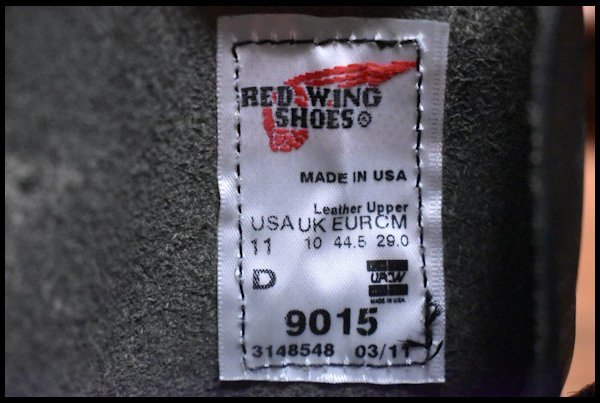 RED WING
SHOES ®
MADE IN USA
Leather Upper
USA UK EUR CM
11 10 44.5 29.0
D
UFCW
MADE IN USA
9015
3148548 03/11